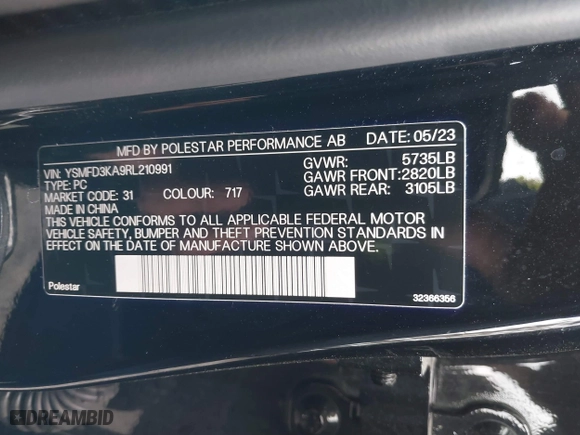 MFD BY POLESTAR PERFORMANCE AB DATE: 05/23
VIN: YSMFD3KA9RL210991 GVWR: 5735LB
TYPE: PC GAWR FRONT: 2820LB
MARKET CODE: 31 COLOUR: 717 GAWR REAR: 3105LB
MADE IN CHINA
THIS VEHICLE CONFORMS TO ALL APPLICABLE FEDERAL MOTOR
VEHICLE SAFETY, BUMPER AND THEFT PREVENTION STANDARDS IN
EFFECT ON THE DATE OF MANUFACTURE SHOWN ABOVE.
Polestar 32366356
DREAMBID